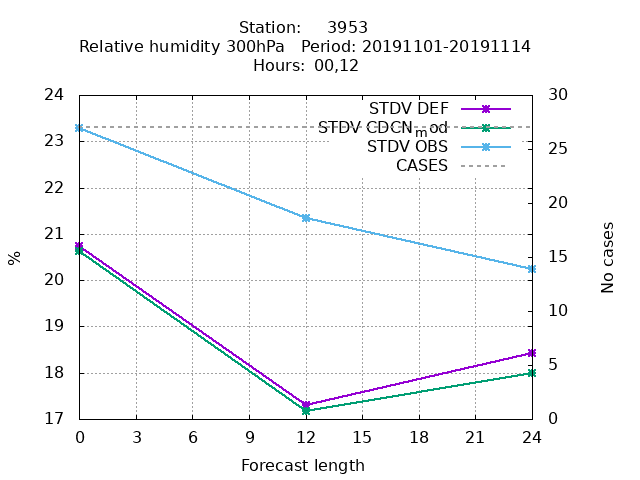 Station: 3953
Relative humidity 300hPa Period: 20191101-20191114
Hours: 00,12
24 30
STDV DEF
STDV CDCNmod
STDV OBS
CASES
23 25
22 20
21 15
20 10
19 5
18 0
17
%
No cases
0 3 6 9 12 15 18 21 24
Forecast length